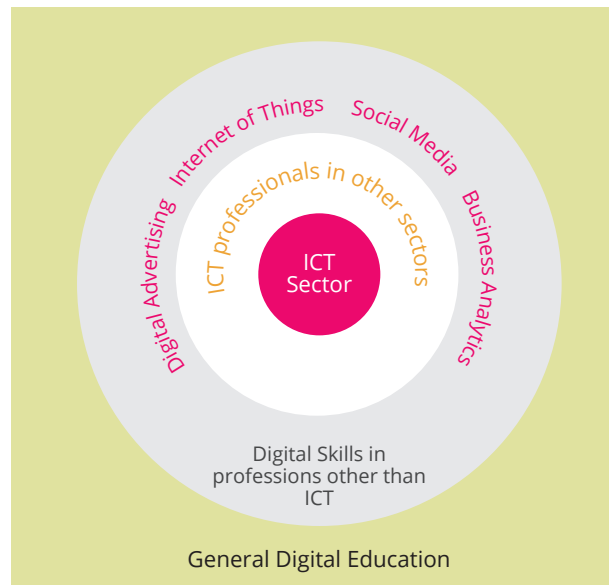 Digital Advertising
Internet of Things
Social Media
Business Analytics
ICT professionals in other sectors
ICT
Sector
Digital Skills in
professions other than
ICT
General Digital Education